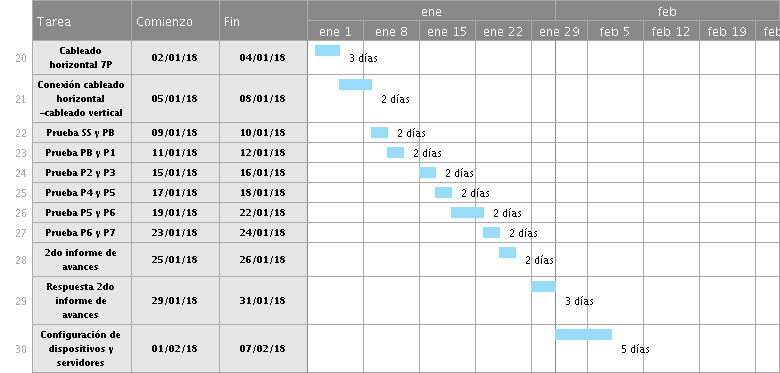 Tarea Comienzo Fin ene feb
ene 1 ene 8 ene 15 ene 22 ene 29 feb 5 feb 12 feb 19 feb
20 Cableado horizontal 7P 02/01/18 04/01/18 3 días
21 Conexión cableado horizontal –cableado vertical 05/01/18 08/01/18 2 días
22 Prueba SS y PB 09/01/18 10/01/18 2 días
23 Prueba PB y P1 11/01/18 12/01/18 2 días
24 Prueba P2 y P3 15/01/18 16/01/18 2 días
25 Prueba P4 y P5 17/01/18 18/01/18 2 días
26 Prueba P5 y P6 19/01/18 22/01/18 2 días
27 Prueba P6 y P7 23/01/18 24/01/18 2 días
28 2do informe de avances 25/01/18 26/01/18 2 días
29 Respuesta 2do informe de avances 29/01/18 31/01/18 3 días
30 Configuración de dispositivos y servidores 01/02/18 07/02/18 5 días